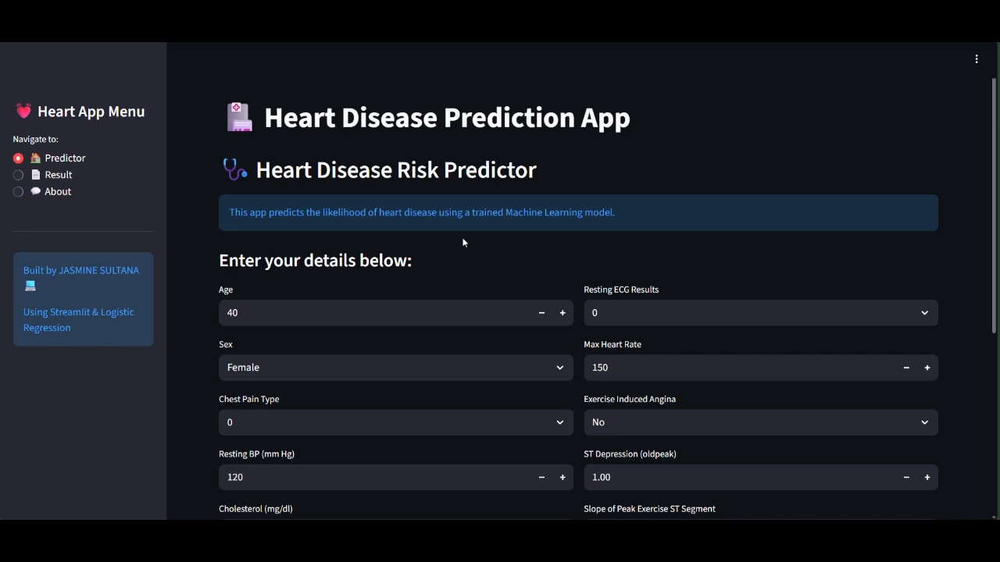 Heart App Menu
Navigate to:
Predictor
Result
About
Built by JASMINE SULTANA
Using Streamlit & Logistic
Regression
Heart Disease Prediction App
Heart Disease Risk Predictor
This app predicts the likelihood of heart disease using a trained Machine Learning model.
Enter your details below:
Age
40
Sex
Female
Chest Pain Type
0
Resting BP (mm Hg)
120
Cholesterol (mg/dl)
Resting ECG Results
0
Max Heart Rate
150
Exercise Induced Angina
No
ST Depression (oldpeak)
1.00
Slope of Peak Exercise ST Segment